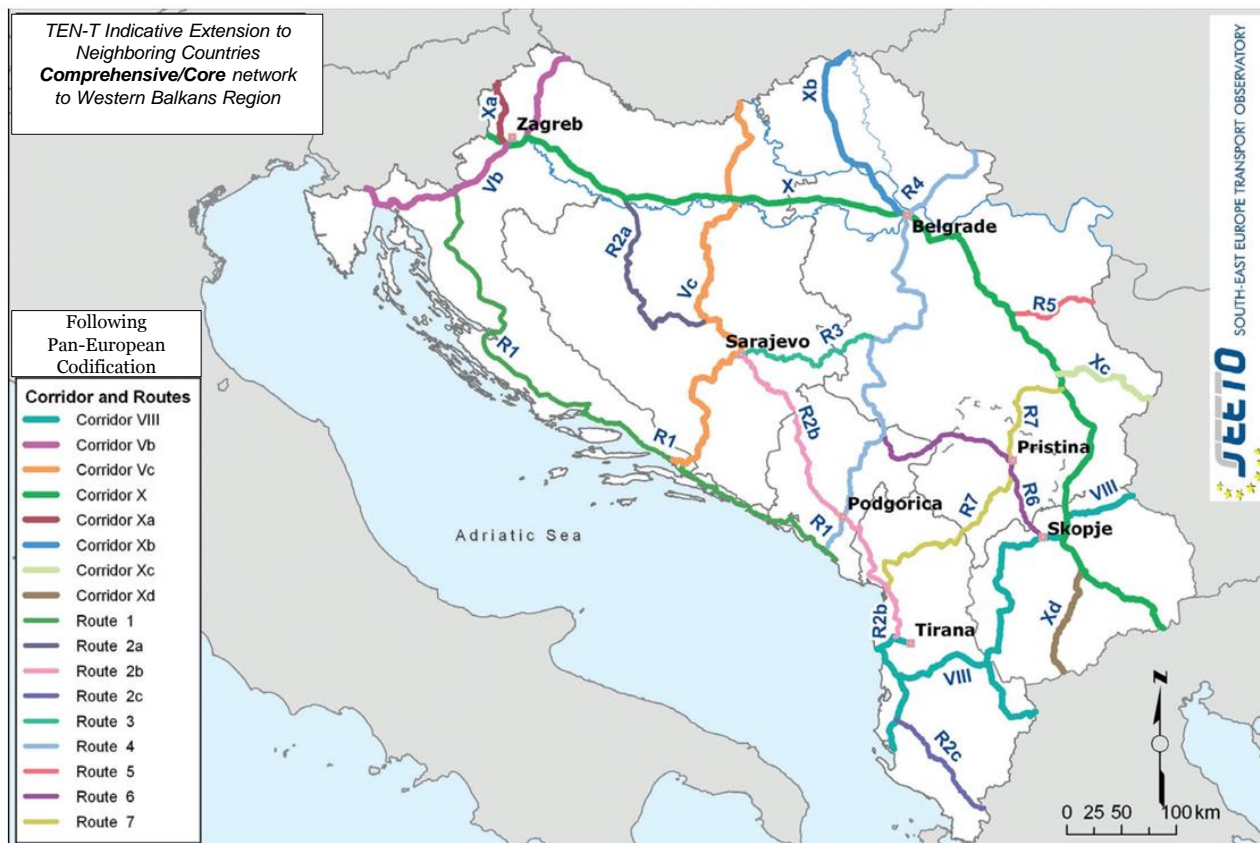 TEN-T Indicative Extension to
Neighboring Countries
Comprehensive/Core network
to Western Balkans Region
Following
Pan-European
Codification
Corridor and Routes
Corridor VIII
Corridor Vb
Corridor Vc
Corridor X
Corridor Xa
Corridor Xb
Corridor Xc
Corridor Xd
Route 1
Route 2a
Route 2b
Route 2c
Route 3
Route 4
Route 5
Route 6
Route 7
Xa
Zagreb
Vb
Xb
X
R4
Belgrade
R2a
Vc
R5
R1
Sarajevo
R3
Xc
R1
R2b
R7
Pristina
R6
VIII
Podgorica
R7
R1
Skopje
Adriatic Sea
Xd
R2b
Tirana
VIII
R2c
N
0 25 50 100 km
SEETO
SOUTH-EAST EUROPE TRANSPORT OBSERVATORY